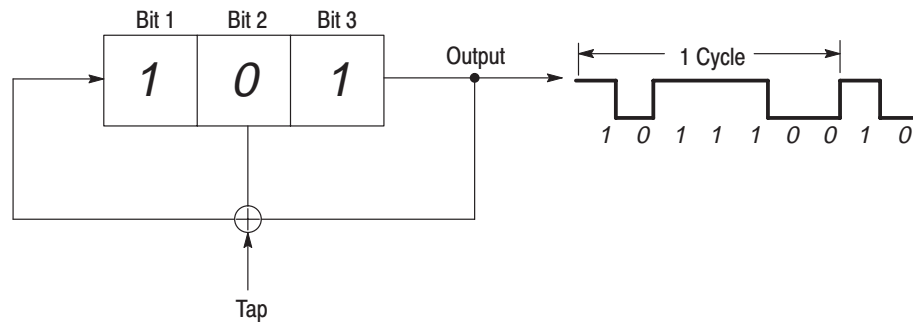 Bit 1 Bit 2 Bit 3
1 0 1
Output
1 Cycle
1 0 1 1 1 0 0 1 0
Tap